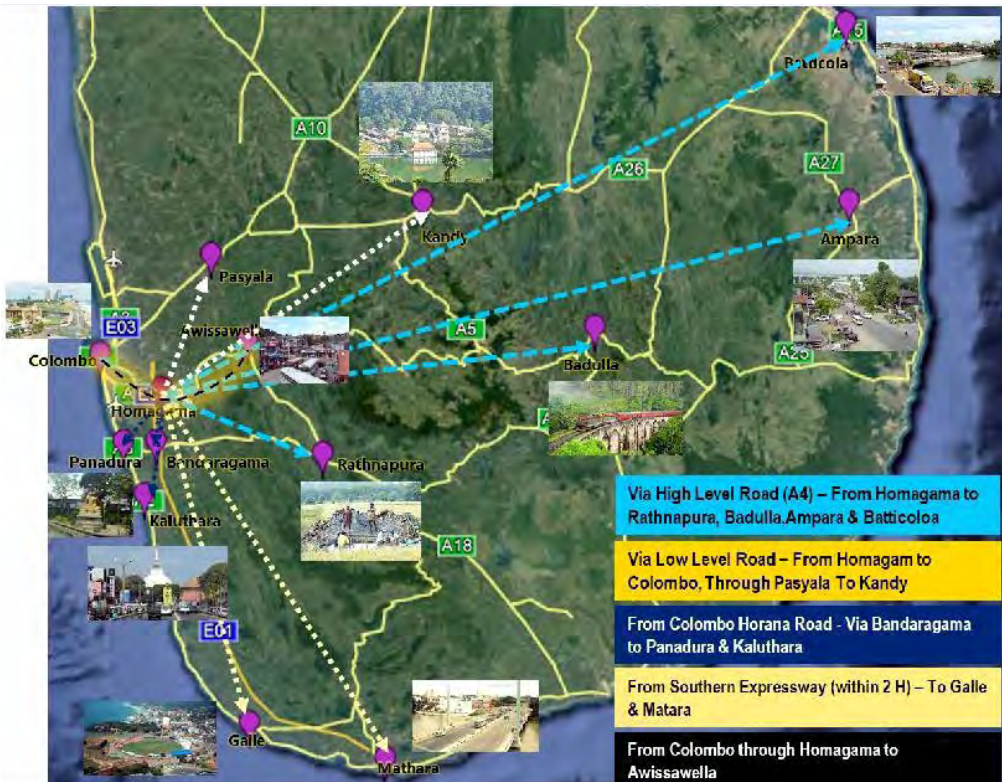 A15
Batdcola
A10
A27
A26
Kandy
Ampara
Pasyala
E03
Awissawell
A5
Colombo
Badulla
A25
Homagama
Panadura
Bandaragama
Rathnapura
Kaluthara
A18
E01
Galle
Mathara
Via High Level Road (A4) – From Homagama to
Rathnapura, Badulla.Ampara & Batticoloa
Via Low Level Road – From Homagam to
Colombo, Through Pasyala To Kandy
From Colombo Horana Road - Via Bandaragama
to Panadura & Kaluthara
From Southern Expressway (within 2 H) – To Galle
& Matara
From Colombo through Homagama to
Awissawella